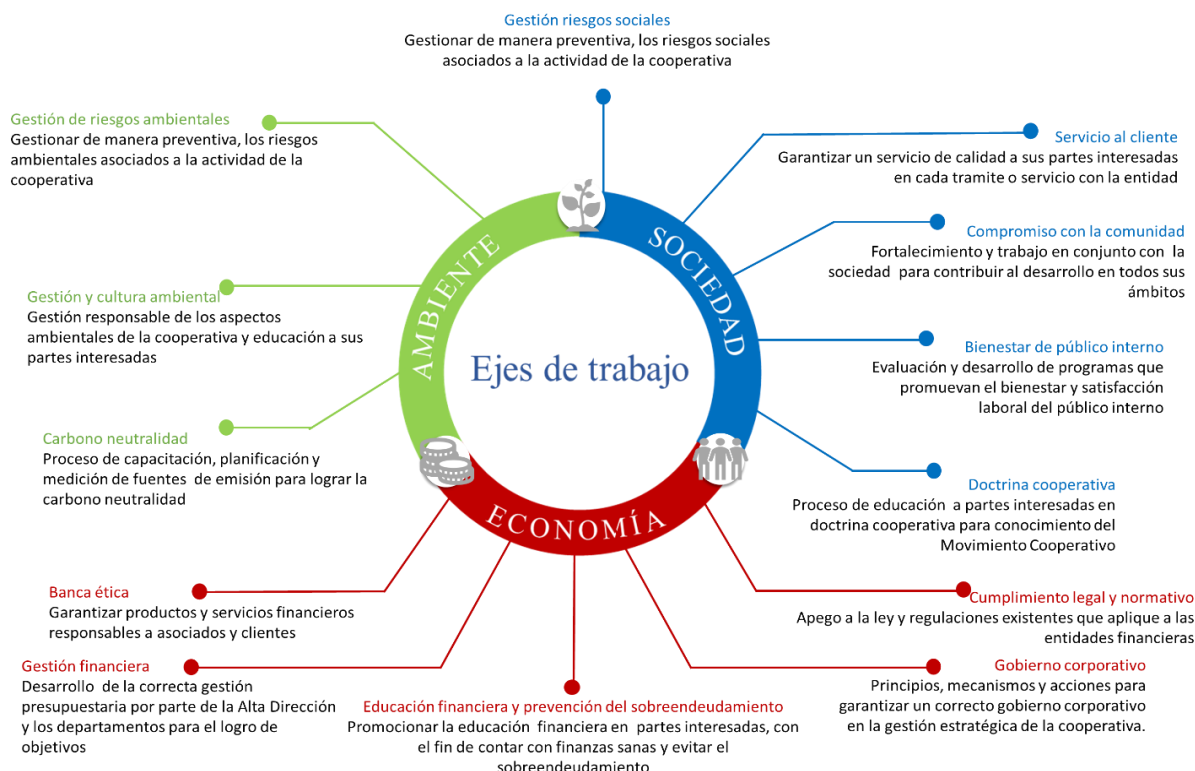 Gestión riesgos sociales
Gestionar de manera preventiva, los riesgos sociales
asociados a la actividad de la cooperativa
Gestión de riesgos ambientales
Gestionar de manera preventiva, los riesgos
ambientales asociados a la actividad de la
cooperativa
Servicio al cliente
Garantizar un servicio de calidad a sus partes interesadas
en cada tramite o servicio con la entidad
Compromiso con la comunidad
Fortalecimiento y trabajo en conjunto con la
sociedad para contribuir al desarrollo en todos sus
ámbitos
Gestión y cultura ambiental
Gestión responsable de los aspectos
ambientales de la cooperativa y educación a sus
partes interesadas
AMBIENTE
SOCIEDAD
ECONOMÍA
Ejes de trabajo
Bienestar de público interno
Evaluación y desarrollo de programas que
promuevan el bienestar y satisfacción
laboral del público interno
Carbono neutralidad
Proceso de capacitación, planificación y
medición de fuentes de emisión para lograr la
carbono neutralidad
Doctrina cooperativa
Proceso de educación a partes interesadas en
doctrina cooperativa para conocimiento del
Movimiento Cooperativo
Banca ética
Garantizar productos y servicios financieros
responsables a asociados y clientes
Cumplimiento legal y normativo
Apego a la ley y regulaciones existentes que aplique a las
entidades financieras
Gestión financiera
Desarrollo de la correcta gestión
presupuestaria por parte de la Alta Dirección
y los departamentos para el logro de
objetivos
Educación financiera y prevención del sobreendeudamiento
Promocionar la educación financiera en partes interesadas, con
el fin de contar con finanzas sanas y evitar el
sobreendeudamiento
Gobierno corporativo
Principios, mecanismos y acciones para
garantizar un correcto gobierno corporativo
en la gestión estratégica de la cooperativa.